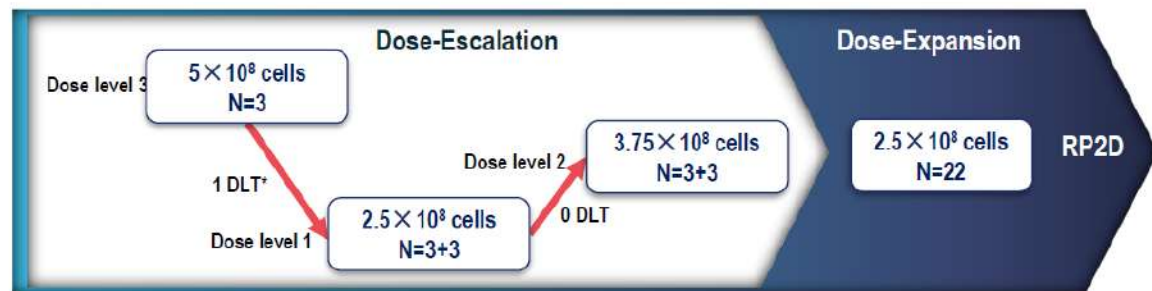 Dose-Escalation
Dose-Expansion
Dose level 3
5×10⁸ cells
N=3
1 DLT*
Dose level 1
2.5×10⁸ cells
N=3+3
0 DLT
Dose level 2
3.75×10⁸ cells
N=3+3
2.5×10⁸ cells
N=22
RP2D